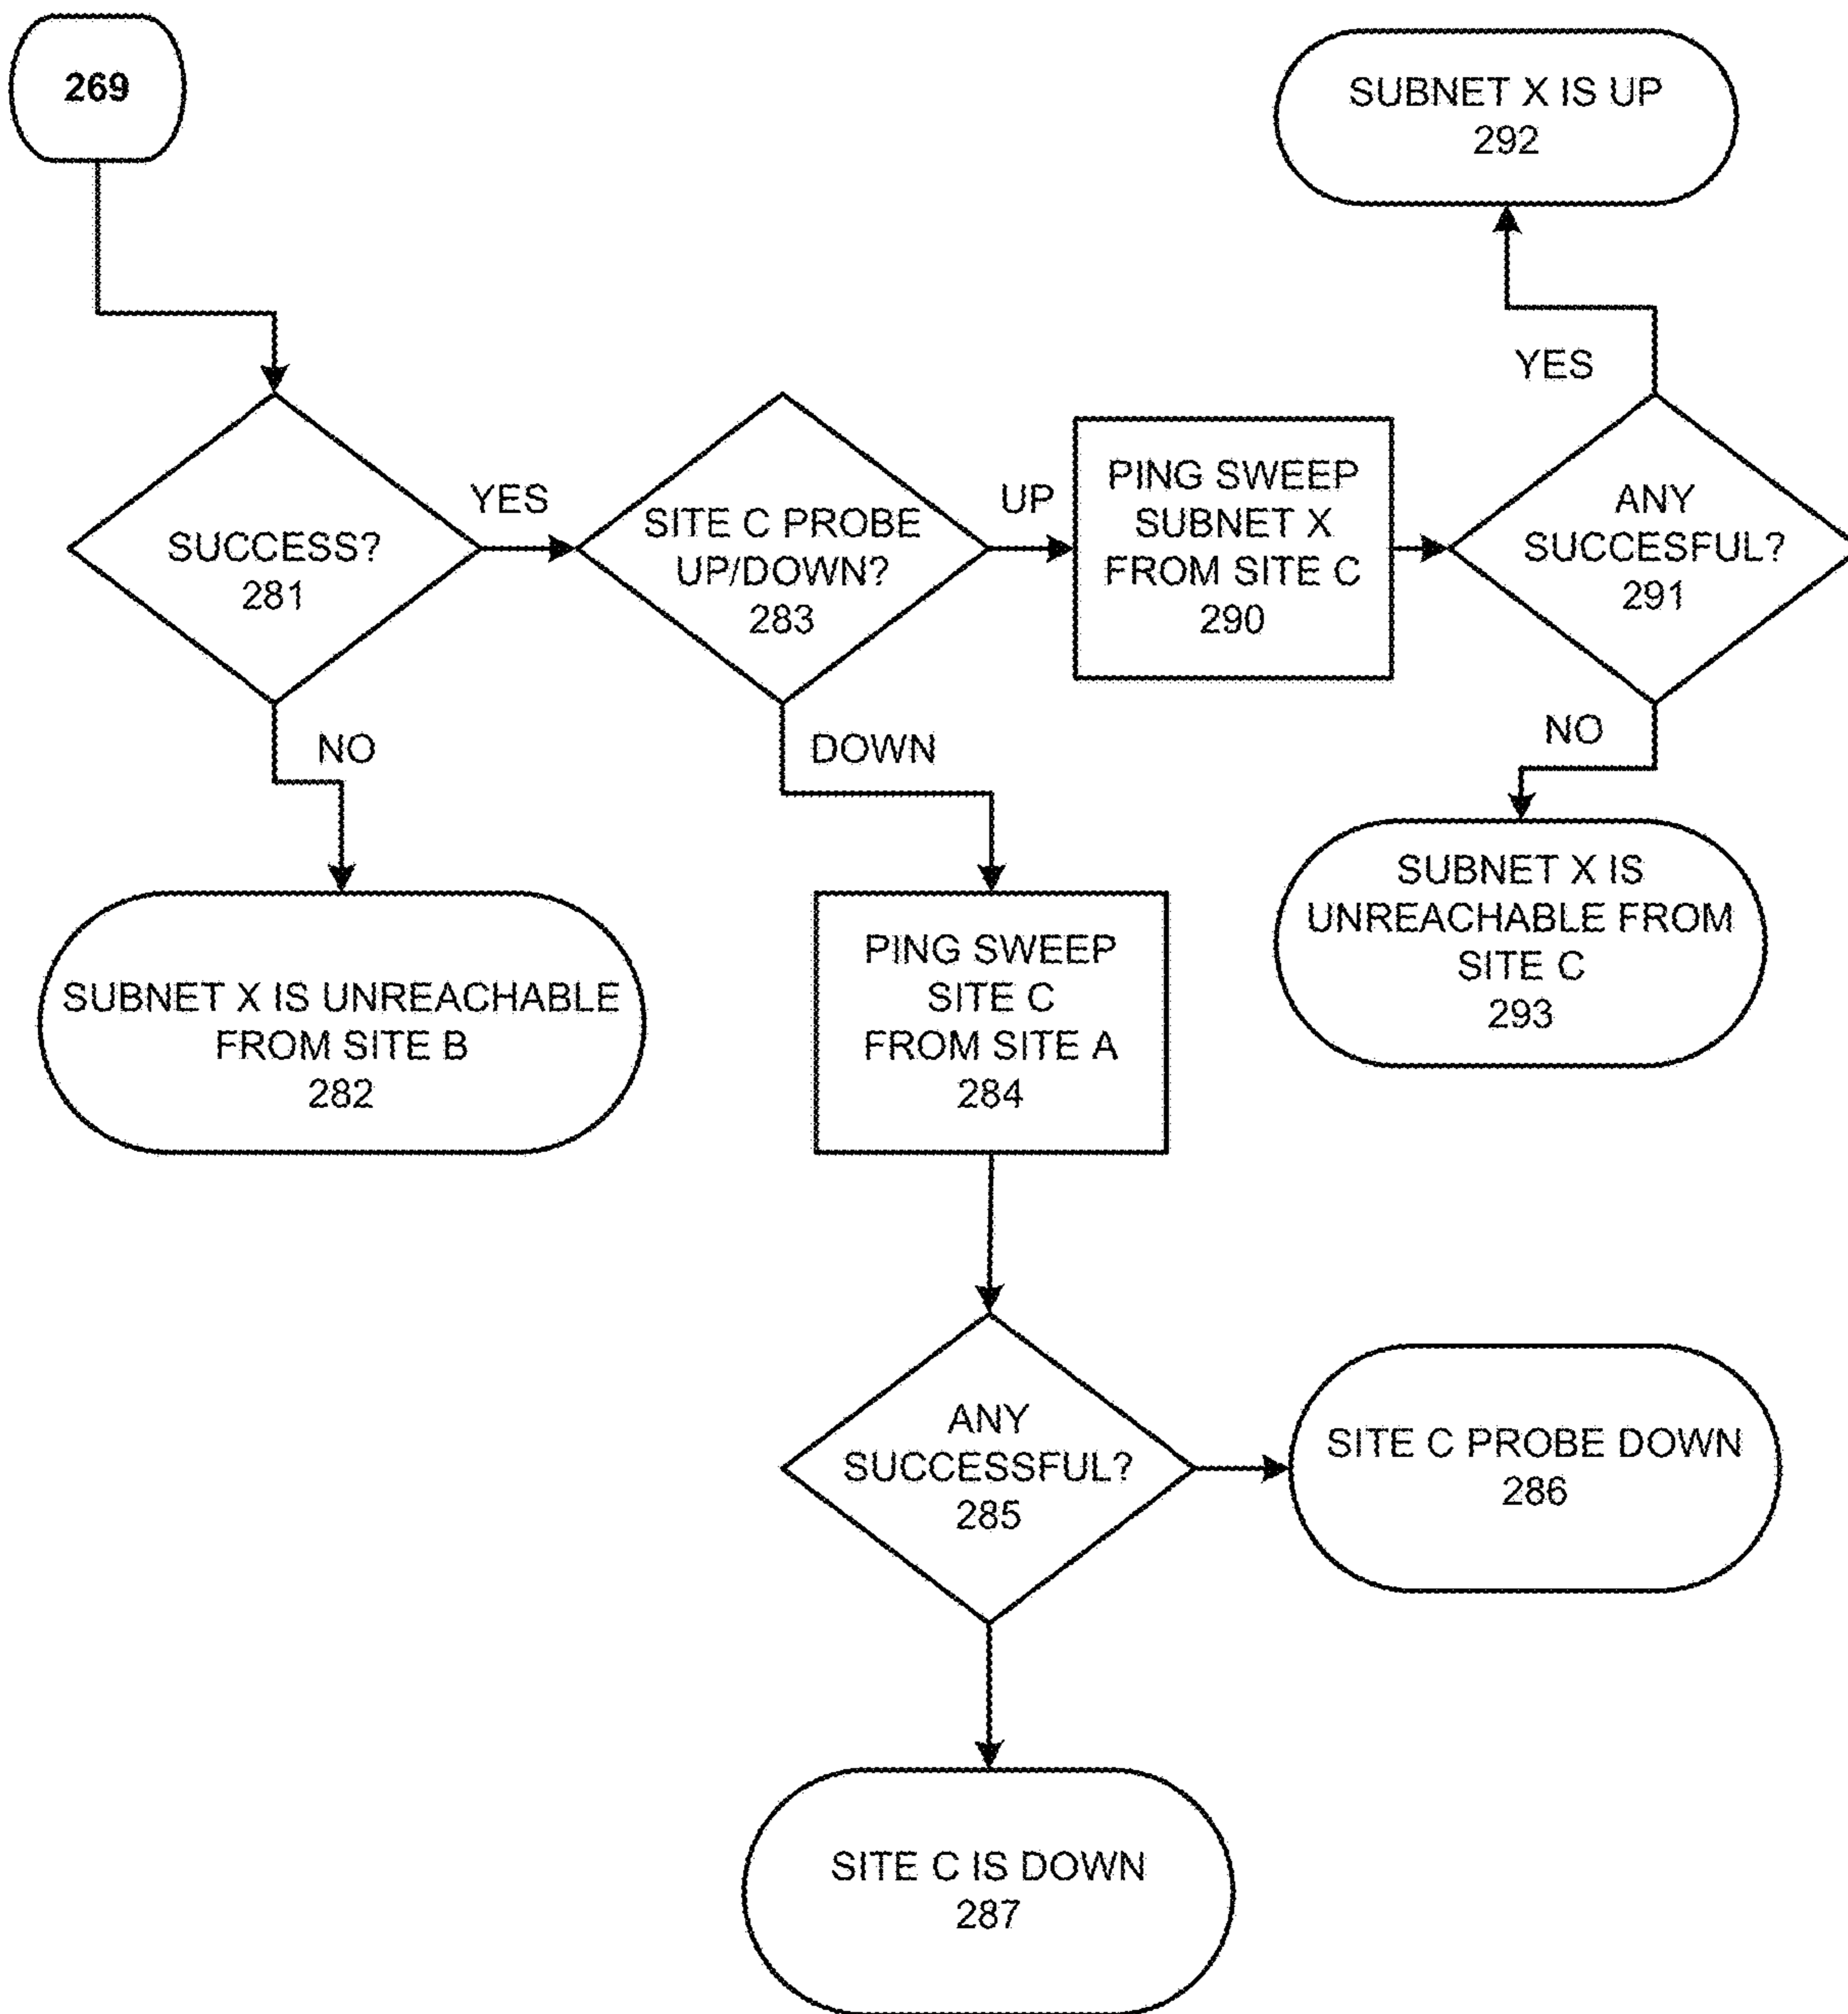 269
SUBNET X IS UP
292
YES
SUCCESS?
281
YES
SITE C PROBE
UP/DOWN?
283
UP
PING SWEEP
SUBNET X
FROM SITE C
290
ANY
SUCCESFUL?
291
NO
DOWN
NO
SUBNET X IS UNREACHABLE
FROM SITE B
282
PING SWEEP
SITE C
FROM SITE A
284
SUBNET X IS
UNREACHABLE FROM
SITE C
293
ANY
SUCCESSFUL?
285
SITE C PROBE DOWN
286
SITE C IS DOWN
287